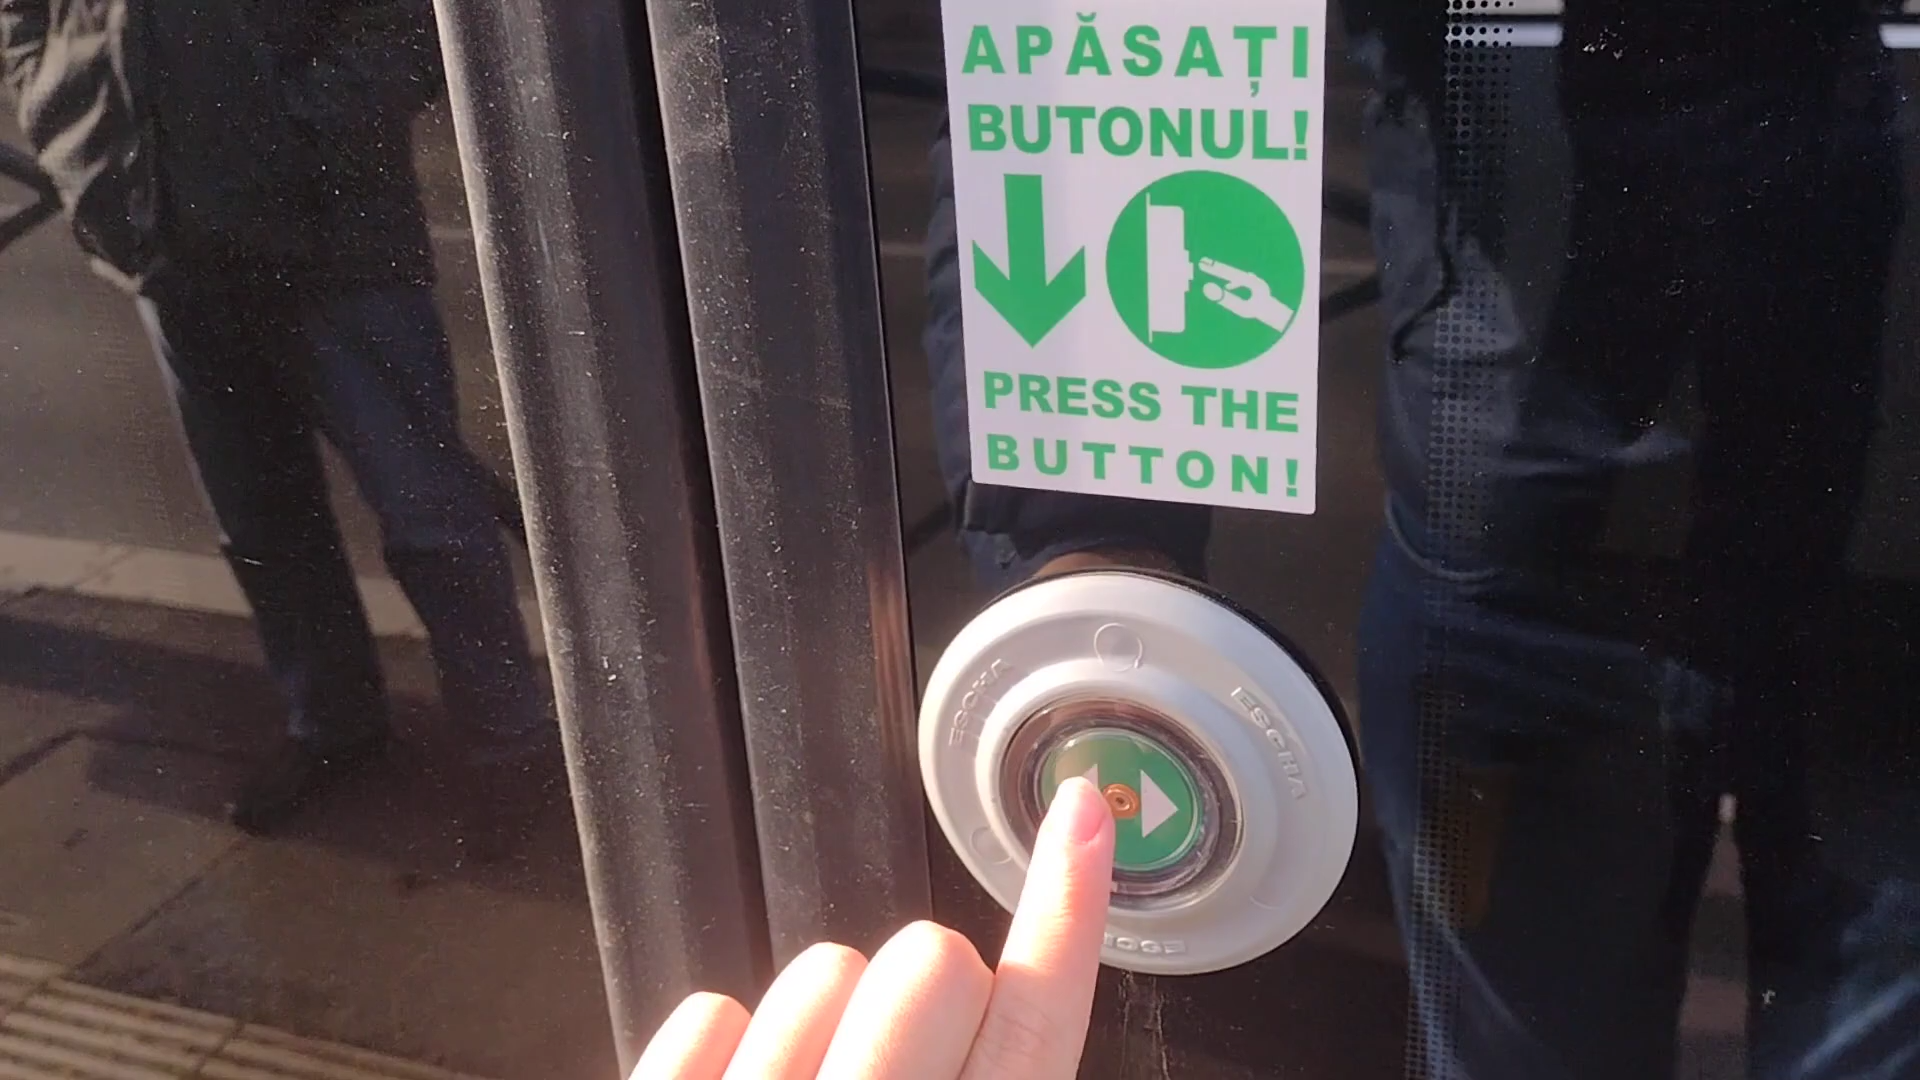 APĂSAȚI
BUTONUL!
PRESS THE
BUTTON!
ESCHA
ESCHA